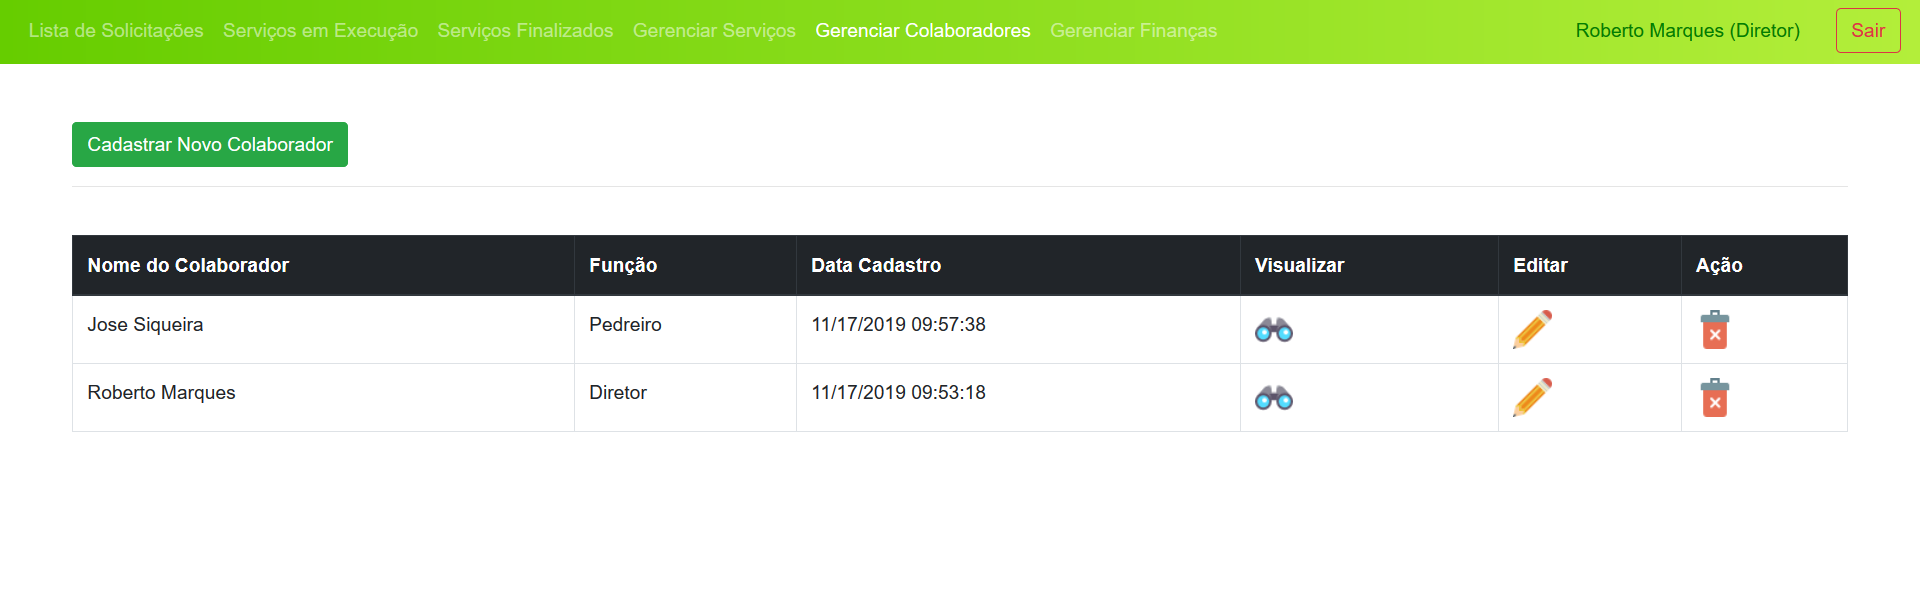 Lista de Solicitações Serviços em Execução Serviços Finalizados Gerenciar Serviços Gerenciar Colaboradores Gerenciar Finanças Roberto Marques (Diretor) Sair
Cadastrar Novo Colaborador
Nome do Colaborador Função Data Cadastro Visualizar Editar Ação
Jose Siqueira Pedreiro 11/17/2019 09:57:38
Roberto Marques Diretor 11/17/2019 09:53:18